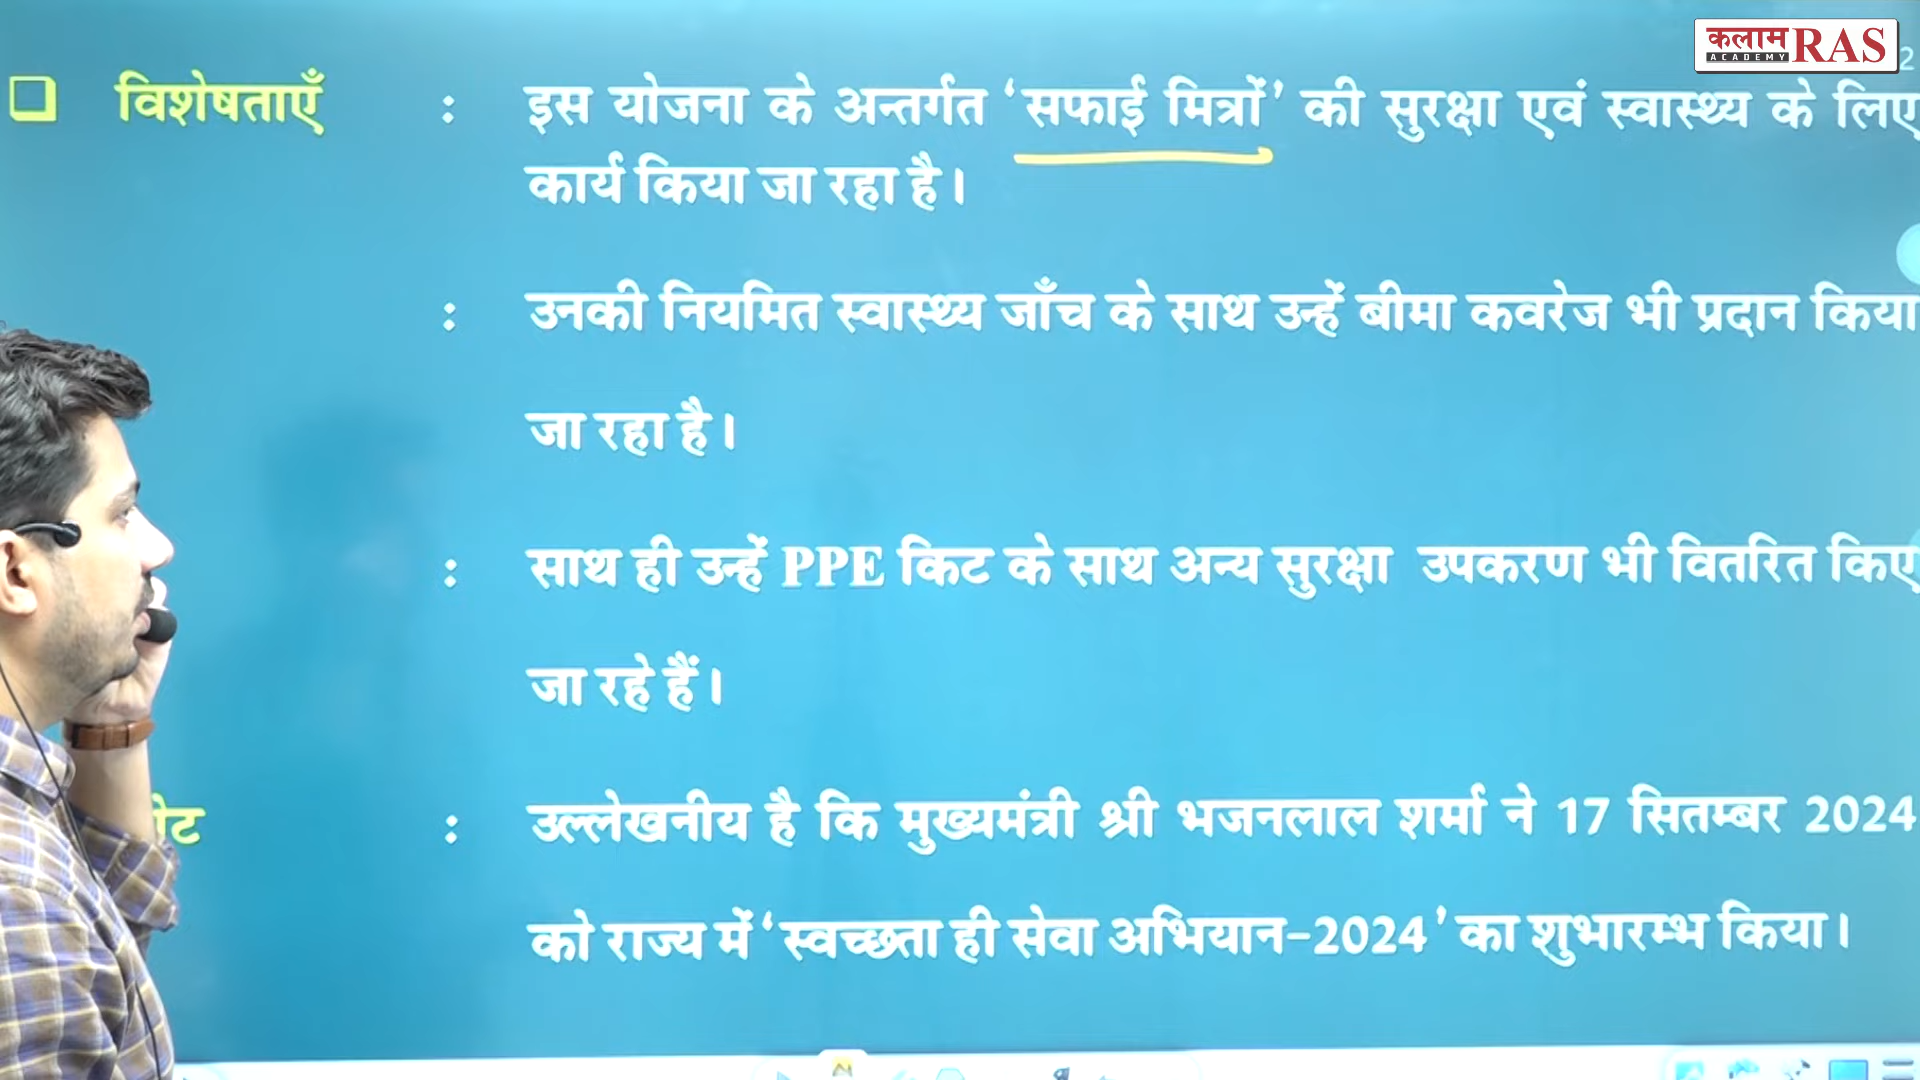 कलाम RAS
ACADEMY
विशेषताएँ : इस योजना के अन्तर्गत ‘सफाई मित्रों’ की सुरक्षा एवं स्वास्थ्य के लिए
कार्य किया जा रहा है।
: उनकी नियमित स्वास्थ्य जाँच के साथ उन्हें बीमा कवरेज भी प्रदान किया
जा रहा है।
: साथ ही उन्हें PPE किट के साथ अन्य सुरक्षा उपकरण भी वितरित किए
जा रहे हैं।
: उल्लेखनीय है कि मुख्यमंत्री श्री भजनलाल शर्मा ने 17 सितम्बर 2024
को राज्य में ‘स्वच्छता ही सेवा अभियान-2024’ का शुभारम्भ किया।